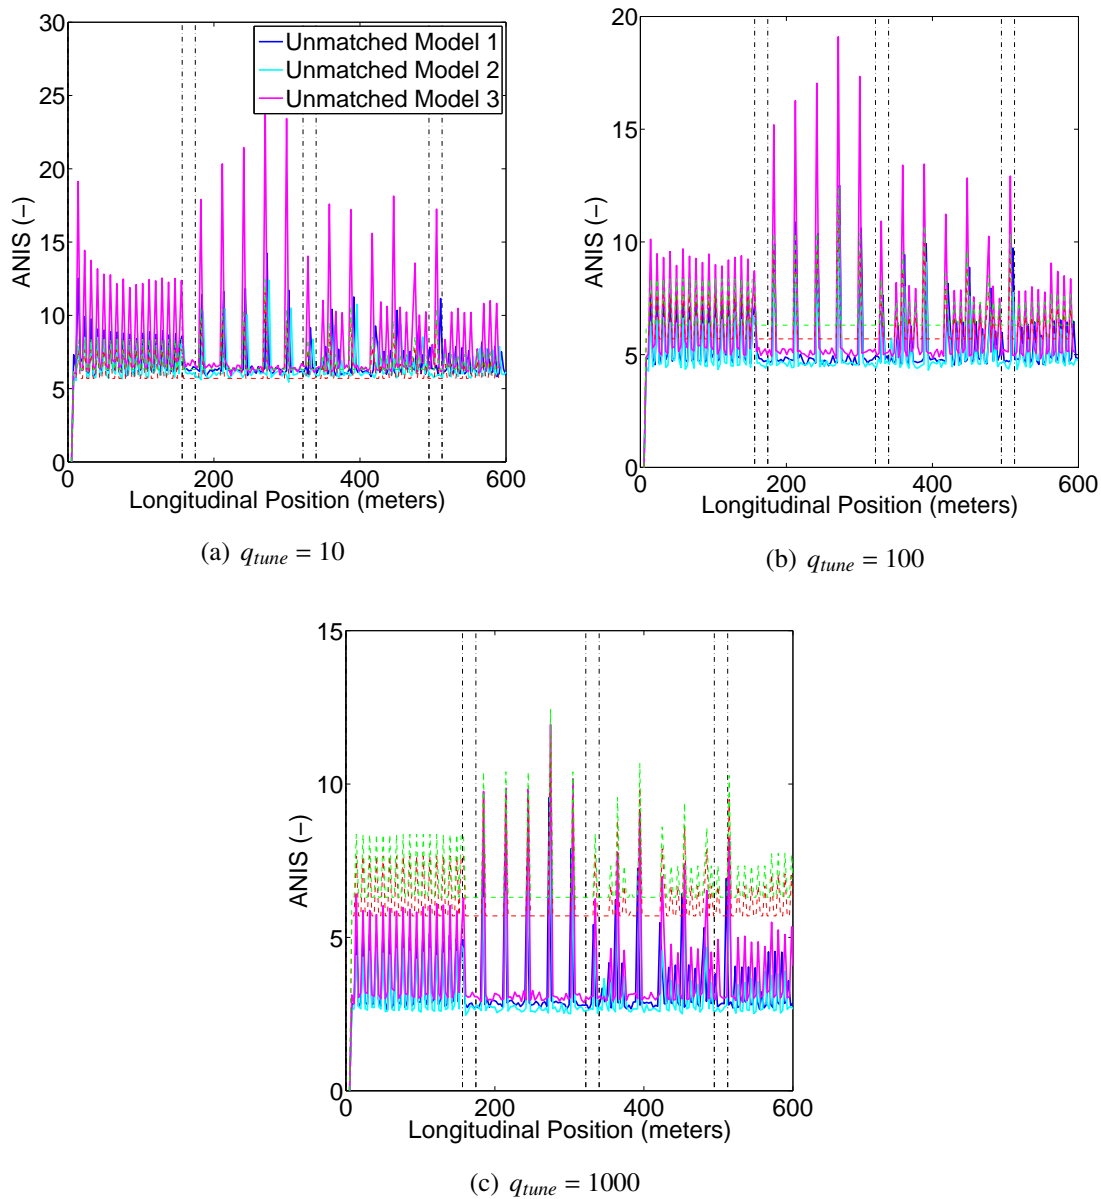 30
25
20
15
10
5
0
ANIS (−)
Unmatched Model 1
Unmatched Model 2
Unmatched Model 3
0
200
400
600
Longitudinal Position (meters)
(a) q_tune = 10
20
15
10
5
0
ANIS (−)
0
200
400
600
Longitudinal Position (meters)
(b) q_tune = 100
15
10
5
0
ANIS (−)
0
200
400
600
Longitudinal Position (meters)
(c) q_tune = 1000